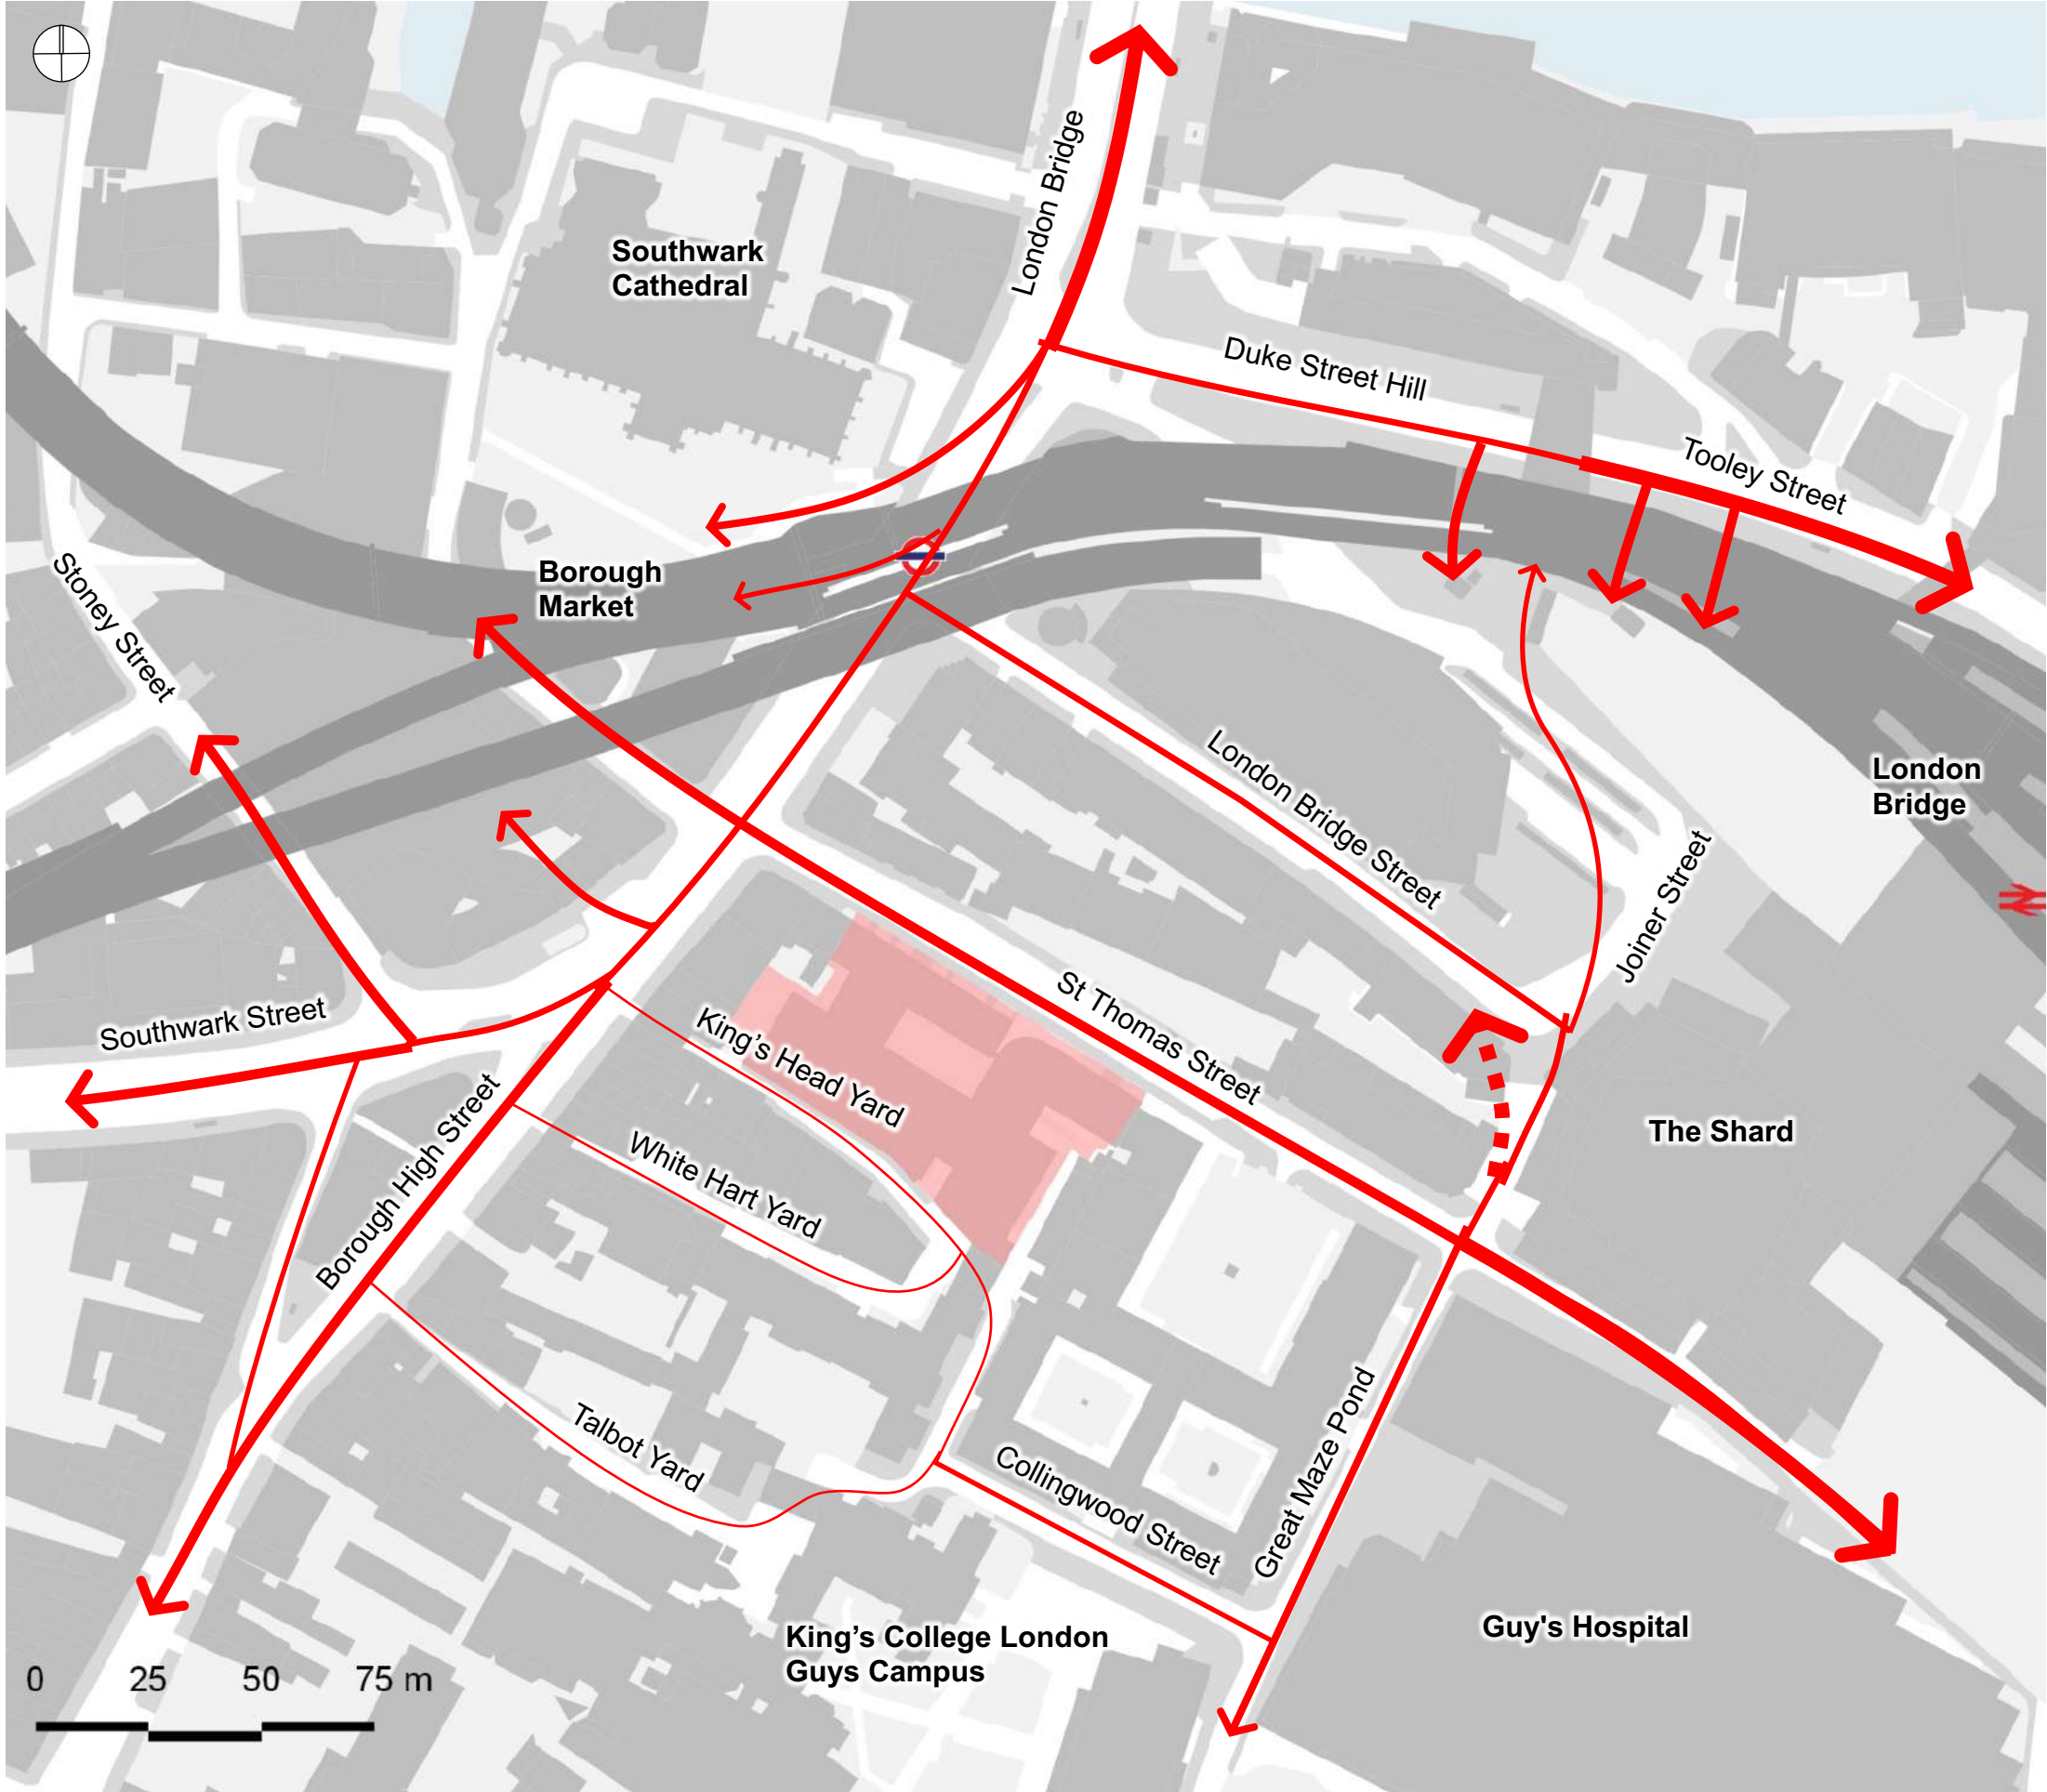 London Bridge
Southwark
Cathedral
Duke Street Hill
Tooley Street
Borough
Market
Stoney Street
London Bridge Street
London
Bridge
Joiner Street
Southwark Street
St Thomas Street
King’s Head Yard
The Shard
White Hart Yard
Borough High Street
Talbot Yard
Collingwood Street
Great Maze Pond
King’s College London
Guys Campus
Guy's Hospital
0 25 50 75 m